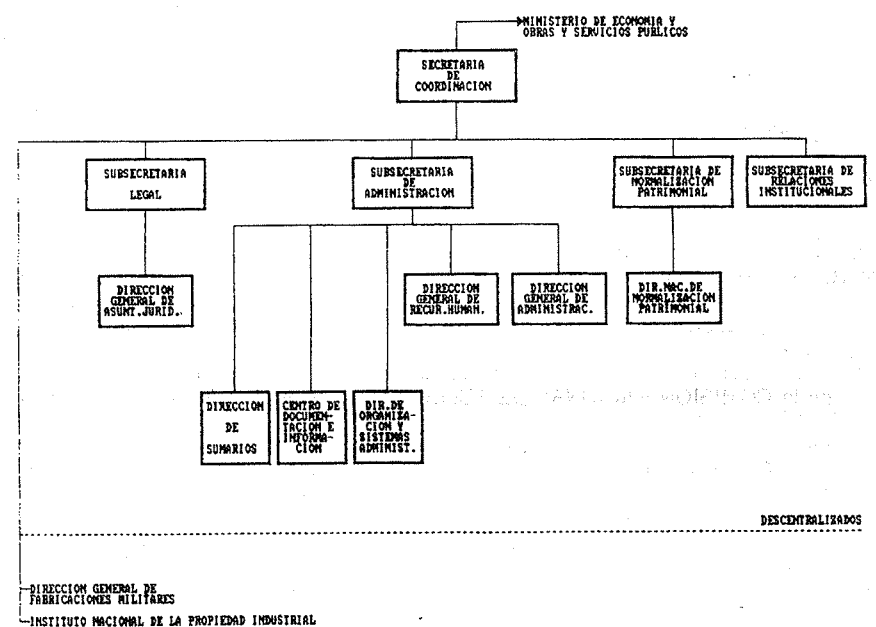 MINISTERIO DE ECONOMIA Y
OBRAS Y SERVICIOS PUBLICOS
SECRETARIA
DE
COORDINACION
SUBSECRETARIA
LEGAL
SUBSECRETARIA
DE
ADMINISTRACION
SUBSECRETARIA DE
NORMALIZACION
PATRIMONIAL
SUBSECRETARIA DE
RELACIONES
INSTITUCIONALES
DIRECCION
GENERAL DE
ASUNT.JURID..
DIRECCION
GENERAL DE
RECUR.HUMAN.
DIRECCION
GENERAL DE
ADMINISTRAC.
DIR.NAC.DE
NORMALIZACION
PATRIMONIAL
DIRECCION
DE
SUMARIOS
CENTRO DE
DOCUMEN-
TACION E
INFORMA-
CION
DIR.DE
ORGANIZA-
CION Y
SISTEMAS
ADMINIST.
DESCENTRALIZADOS
DIRECCION GENERAL DE
FABRICACIONES MILITARES
INSTITUTO NACIONAL DE LA PROPIEDAD INDUSTRIAL